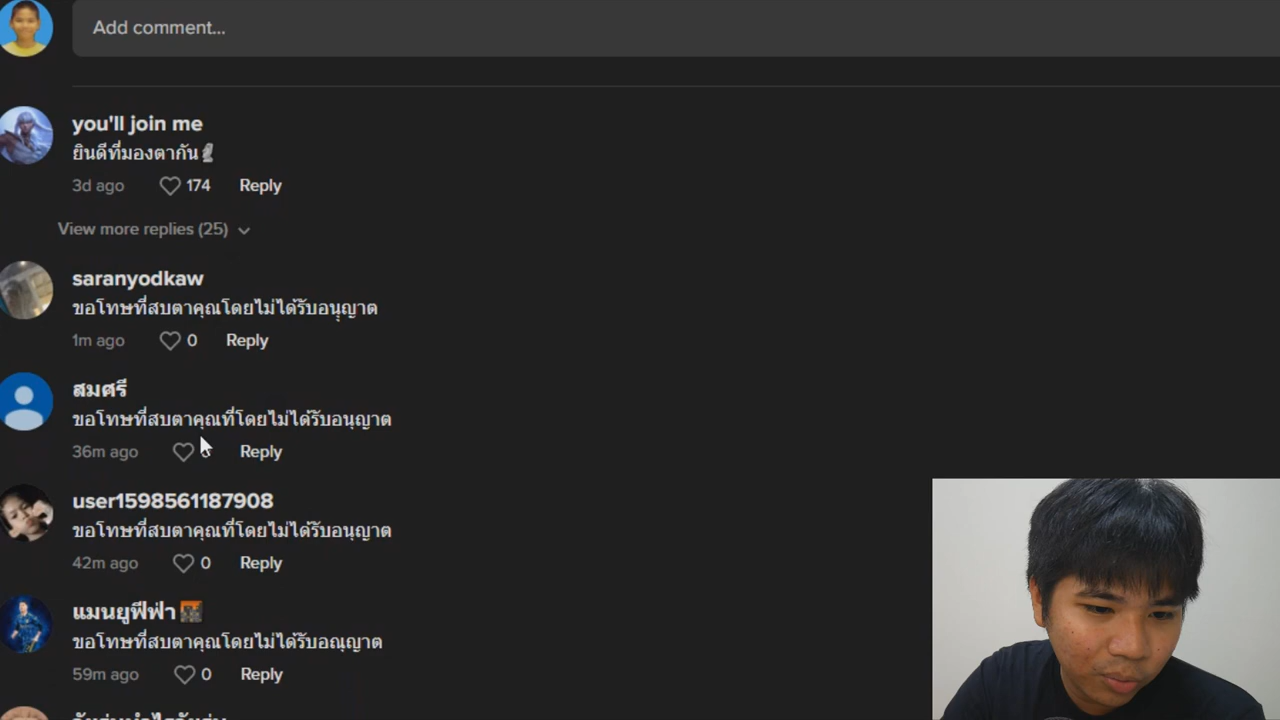 Add comment...
you'll join me
ยินดีที่มองตากัน🗿
3d ago 174 Reply
View more replies (25)
saranyodkaw
ขอโทษที่สบตาคุณโดยไม่ได้รับอนุญาต
1m ago 0 Reply
สมศรี
ขอโทษที่สบตาคุณที่โดยไม่ได้รับอนุญาต
36m ago Reply
user1598561187908
ขอโทษที่สบตาคุณที่โดยไม่ได้รับอนุญาต
42m ago 0 Reply
แมนยูฟีฟ่า
ขอโทษที่สบตาคุณโดยไม่ได้รับอณุญาต
59m ago 0 Reply